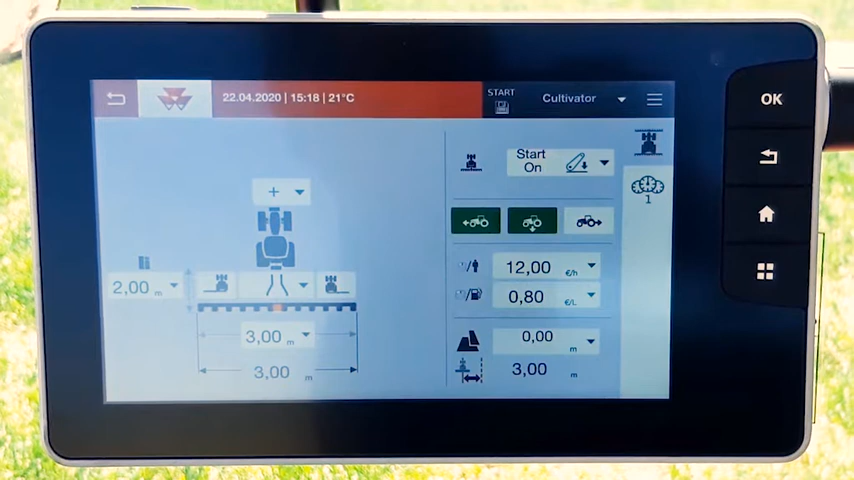 22.04.2020 | 15:18 | 21°C
START
Cultivator
OK
Start
On
1
+
12,00 €/h
2,00 m
0,80 €/L
3,00 m
0,00 m
3,00 m
3,00 m